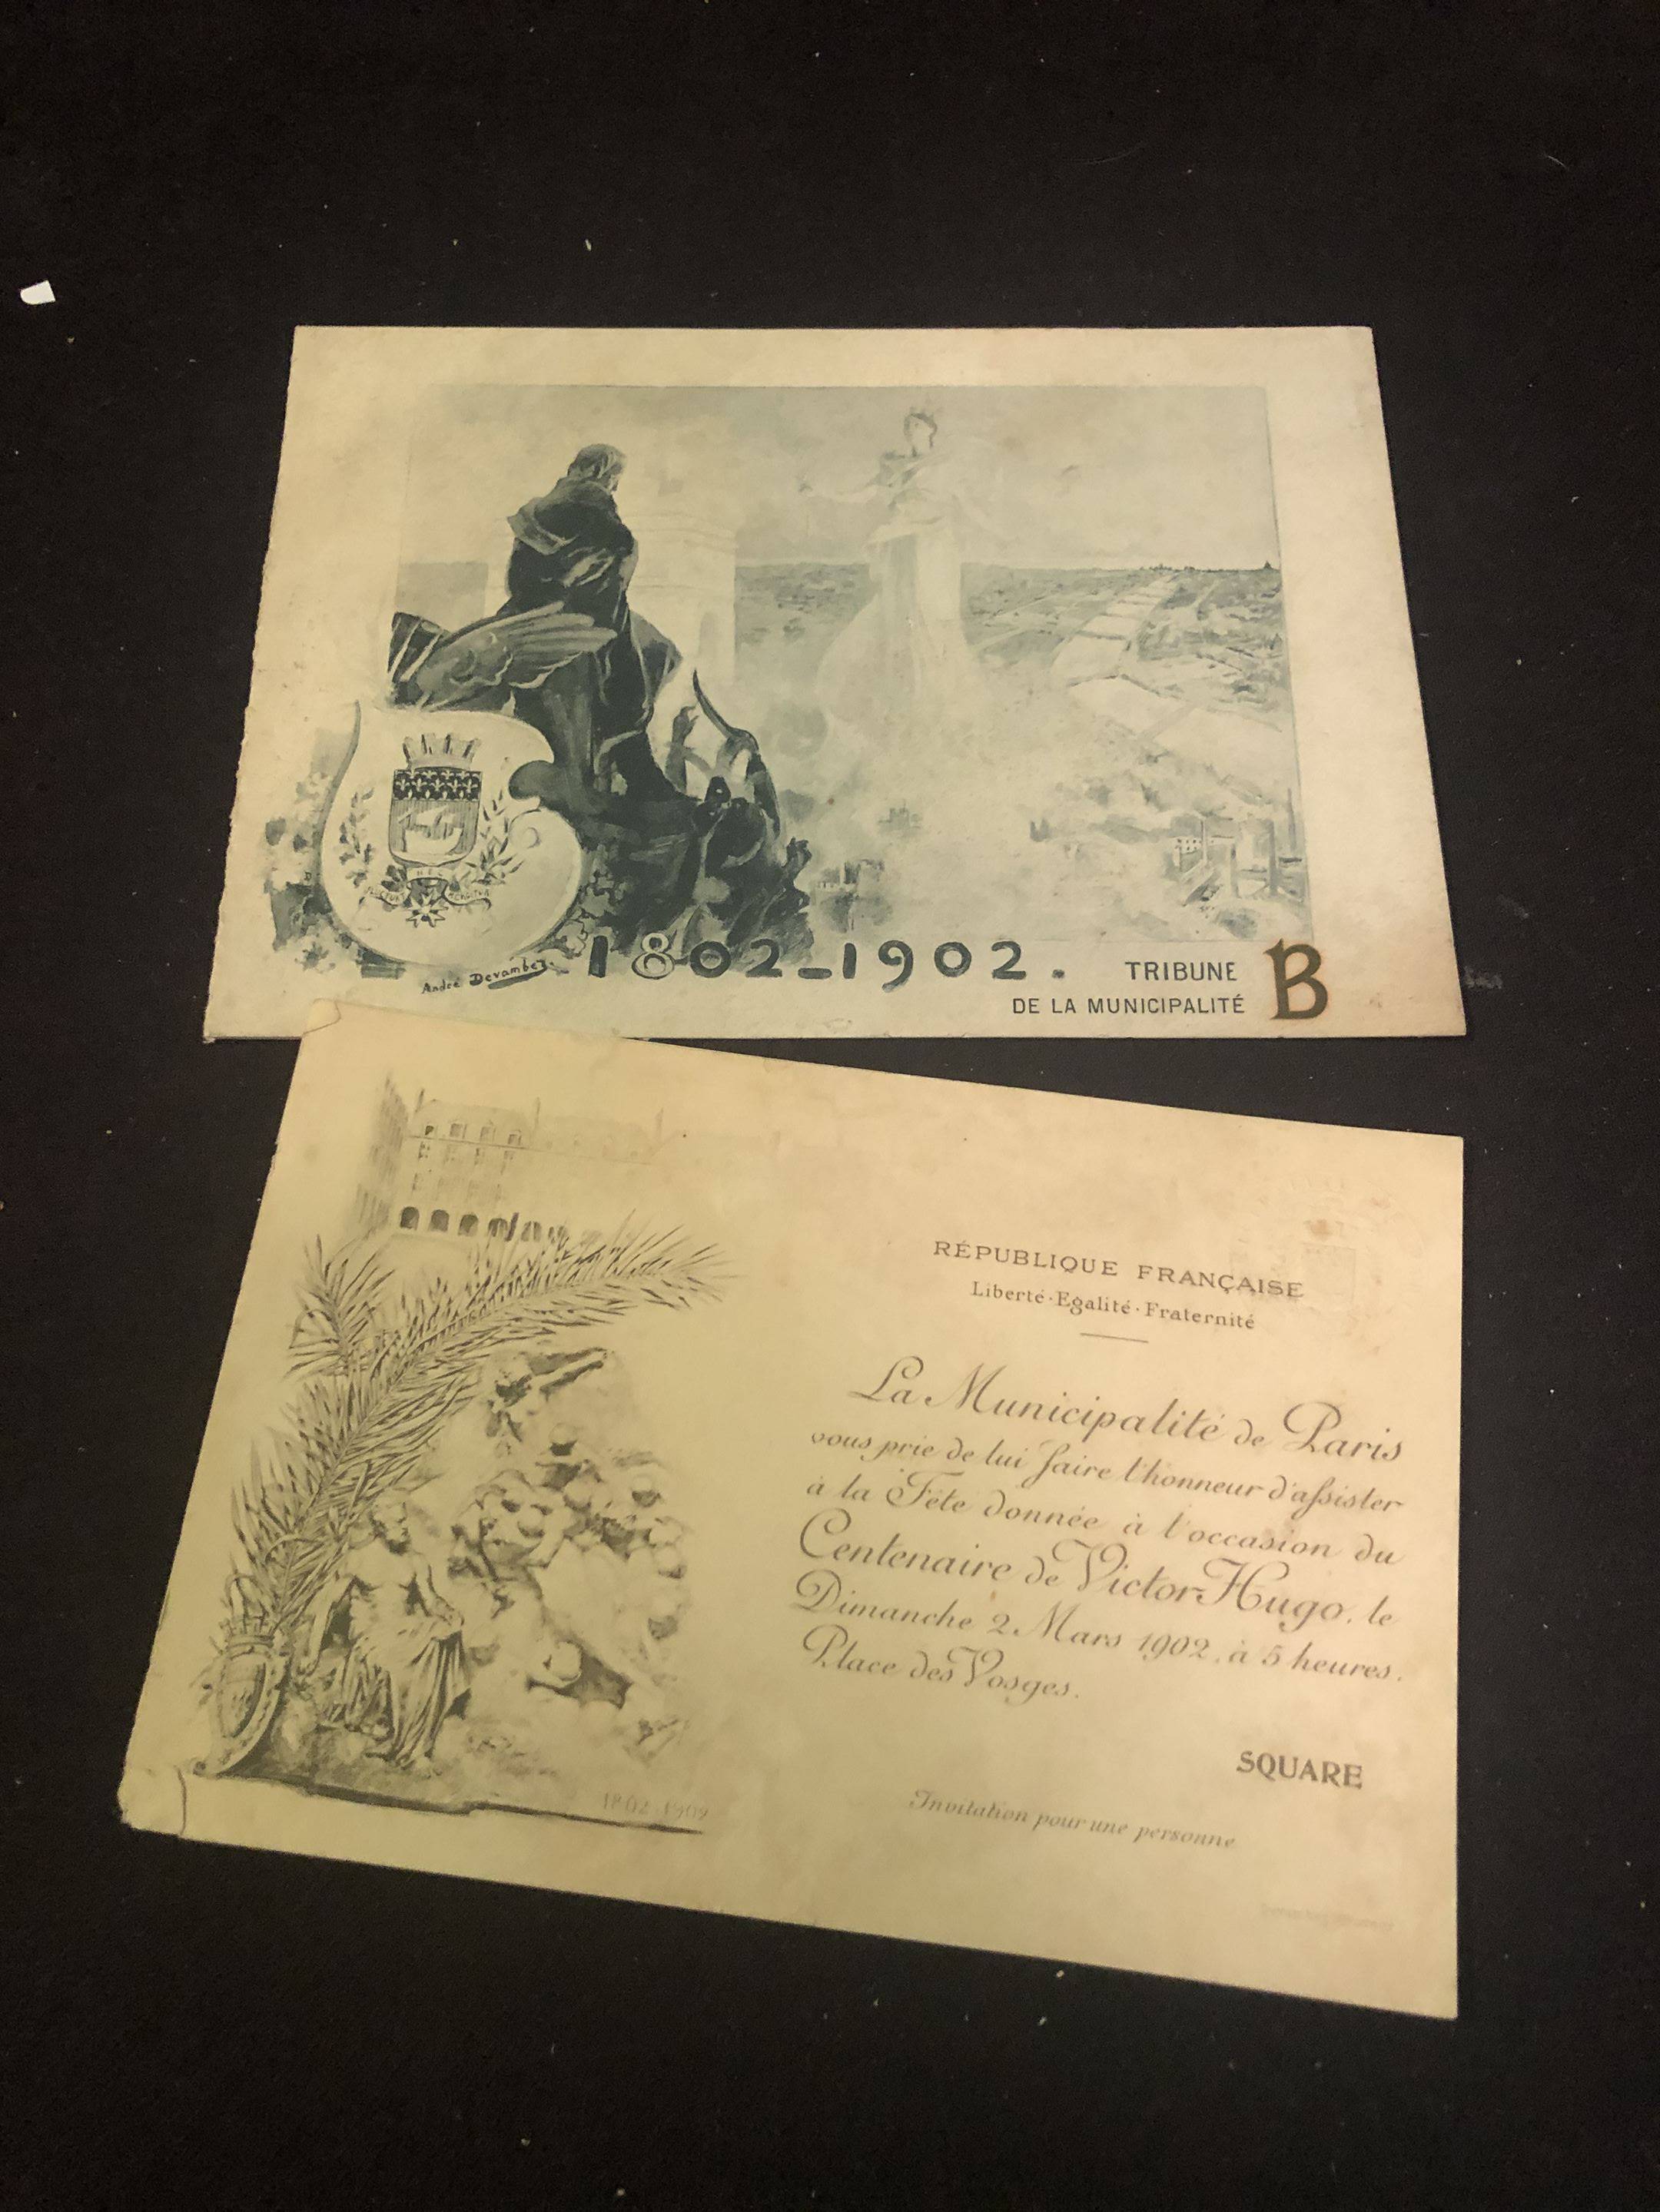 André Devambez
1802_1902.
TRIBUNE
DE LA MUNICIPALITÉ
B
RÉPUBLIQUE FRANÇAISE
Liberté·Egalité·Fraternité
La Municipalité de Paris
vous prie de lui faire l'honneur d'assister
à la Fête donnée à l'occasion du
Centenaire de Victor Hugo, le
Dimanche 2 Mars 1902, à 5 heures.
Place des Vosges.
SQUARE
Invitation pour une personne
1802 1902